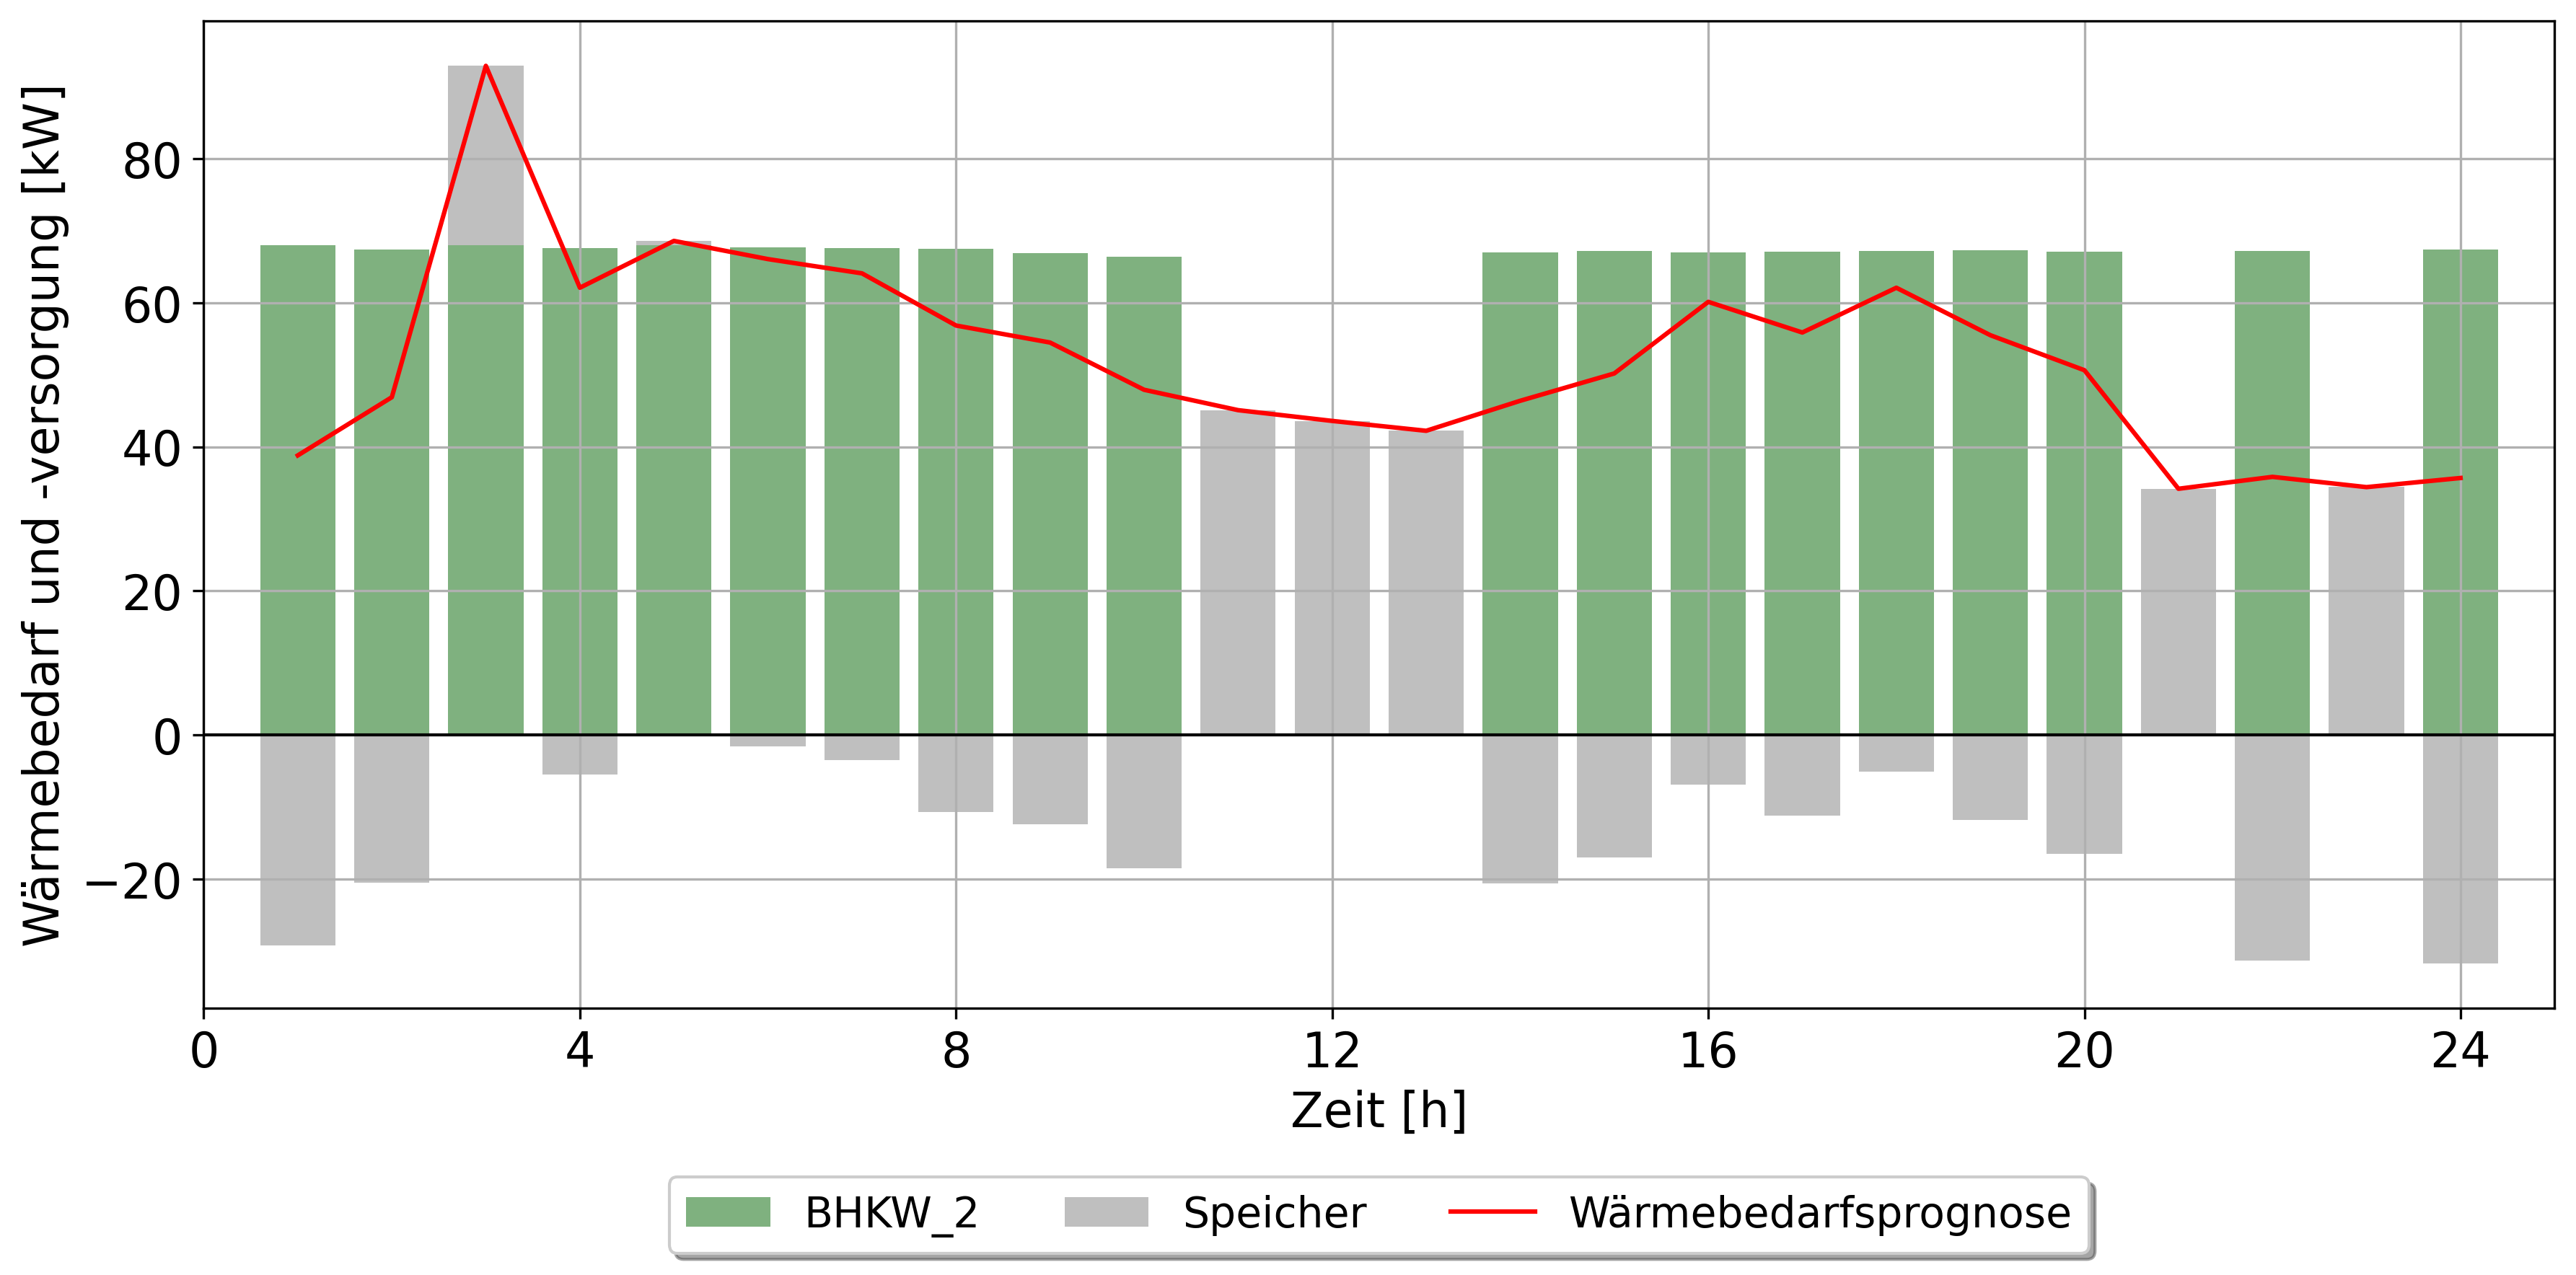 Wärmebedarf und -versorgung [kW]
80
60
40
20
0
−20
0 4 8 12 16 20 24
Zeit [h]
BHKW_2 Speicher Wärmebedarfsprognose